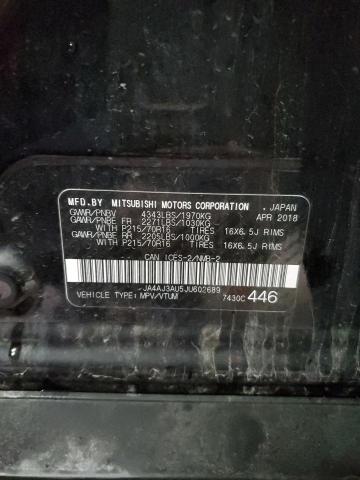 MFD.BY MITSUBISHI MOTORS CORPORATION .JAPAN
GWWR/PNBV 4343LBS/1970KG APR 2018
GAWR/PNBE FR 2271LBS/1030KG
WITH P215/70R16 TIRES 16X6.5J RIMS
GAWR/PNBE RR 2205LBS/1000KG
WITH P215/70R16 TIRES 16X6.5J RIMS
CAN ICES-2/NMB-2
JA4AJ3AU5JU602689
VEHICLE TYPE:MPV/VTUM 7430C 446